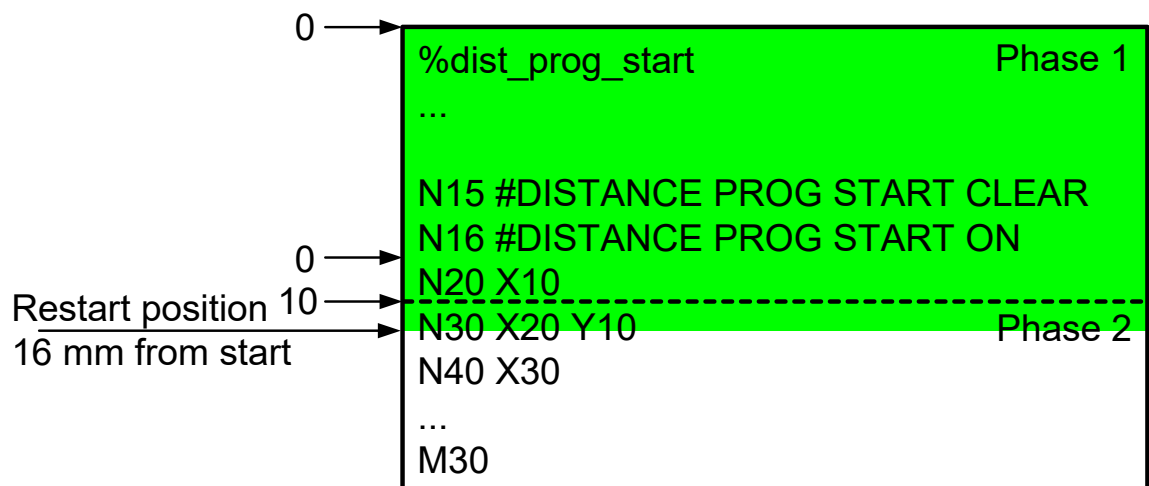 0
%dist_prog_start Phase 1
...
N15 #DISTANCE PROG START CLEAR
N16 #DISTANCE PROG START ON
0
N20 X10
Restart position 10
N30 X20 Y10 Phase 2
16 mm from start
N40 X30
...
M30